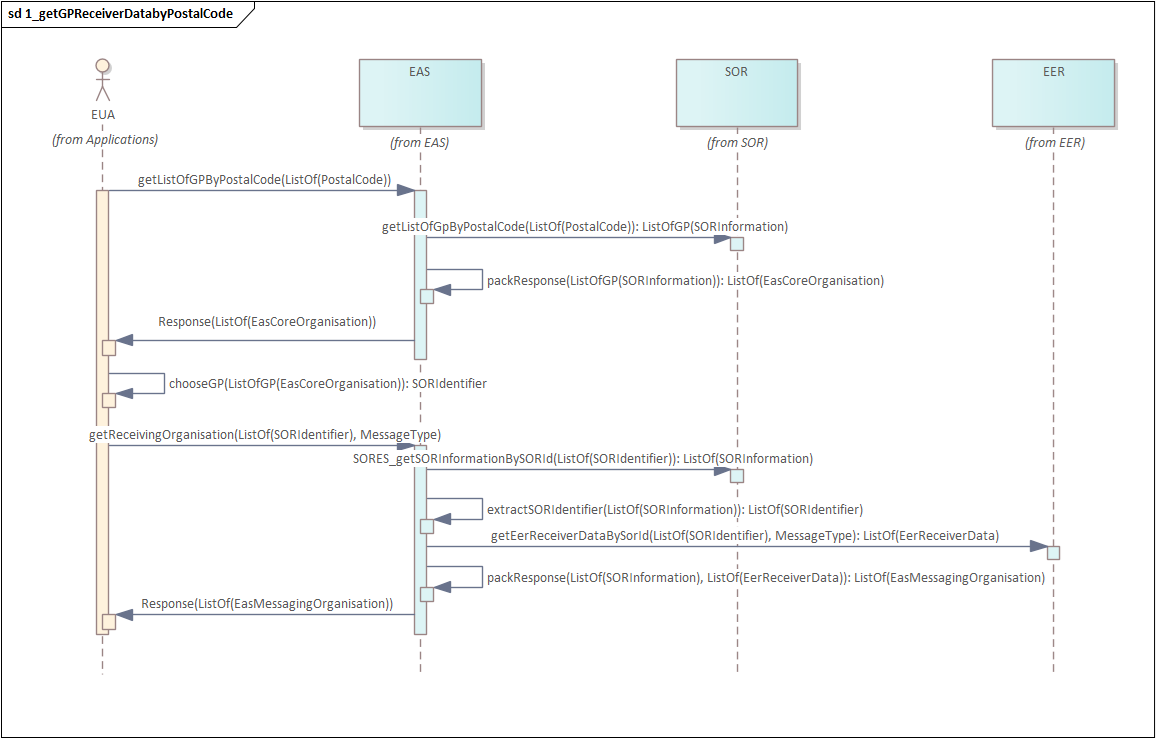 sd 1_getGPReceiverDatabyPostalCode
EAS
SOR
EER
EUA
(from Applications)
(from EAS)
(from SOR)
(from EER)
getListOfGPByPostalCode(ListOf(PostalCode))
getListOfGpByPostalCode(ListOf(PostalCode)): ListOfGP(SORInformation)
packResponse(ListOfGP(SORInformation)): ListOf(EasCoreOrganisation)
Response(ListOf(EasCoreOrganisation))
chooseGP(ListOfGP(EasCoreOrganisation)): SORIdentifier
getReceivingOrganisation(ListOf(SORIdentifier), MessageType)
SORES_getSORInformationBySORId(ListOf(SORIdentifier)): ListOf(SORInformation)
extractSORIdentifier(ListOf(SORInformation)): ListOf(SORIdentifier)
getEerReceiverDataBySorId(ListOf(SORIdentifier), MessageType): ListOf(EerReceiverData)
packResponse(ListOf(SORInformation), ListOf(EerReceiverData)): ListOf(EasMessagingOrganisation)
Response(ListOf(EasMessagingOrganisation))